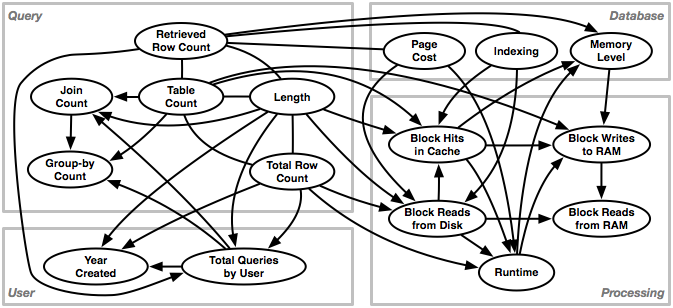 Query
Database
Retrieved
Row Count
Page
Cost
Indexing
Memory
Level
Join
Count
Table
Count
Length
Block Hits
in Cache
Block Writes
to RAM
Group-by
Count
Total Row
Count
Block Reads
from Disk
Block Reads
from RAM
Year
Created
Total Queries
by User
Runtime
User
Processing